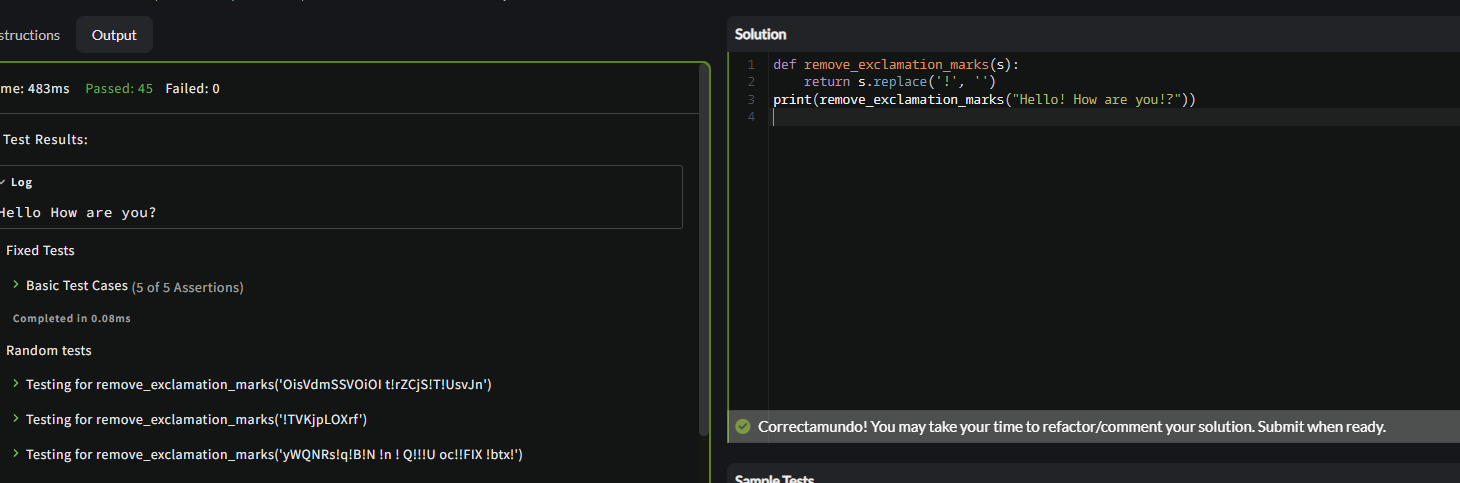 structions
Output
me: 483ms Passed: 45 Failed: 0
Test Results:
Log
Hello How are you?
Fixed Tests
Basic Test Cases (5 of 5 Assertions)
Completed in 0.08ms
Random tests
Testing for remove_exclamation_marks('OisVdmSSVOiOI t!rZCjS!T!UsvJn')
Testing for remove_exclamation_marks('!TVKjpLOXrf')
Testing for remove_exclamation_marks('yWQNRs!q!B!N !n ! Q!!!U oc!!FIX !btx!')
Solution
1 def remove_exclamation_marks(s):
2     return s.replace('!', '')
3 print(remove_exclamation_marks("Hello! How are you!?"))
4
Correctamundo! You may take your time to refactor/comment your solution. Submit when ready.
Sample Tests